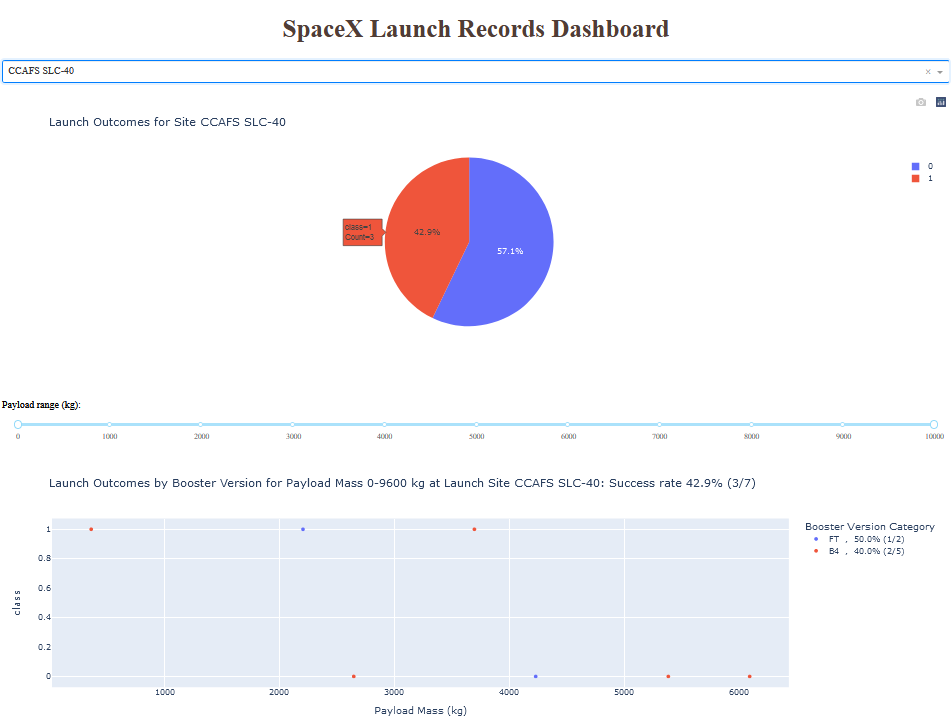 SpaceX Launch Records Dashboard
CCAFS SLC-40
× 
Launch Outcomes for Site CCAFS SLC-40
0
1
class=1
Count=3
42.9%
57.1%
Payload range (kg):
0 1000 2000 3000 4000 5000 6000 7000 8000 9000 10000
Launch Outcomes by Booster Version for Payload Mass 0-9600 kg at Launch Site CCAFS SLC-40: Success rate 42.9% (3/7)
Booster Version Category
FT , 50.0% (1/2)
B4 , 40.0% (2/5)
class
1
0.8
0.6
0.4
0.2
0
1000 2000 3000 4000 5000 6000
Payload Mass (kg)